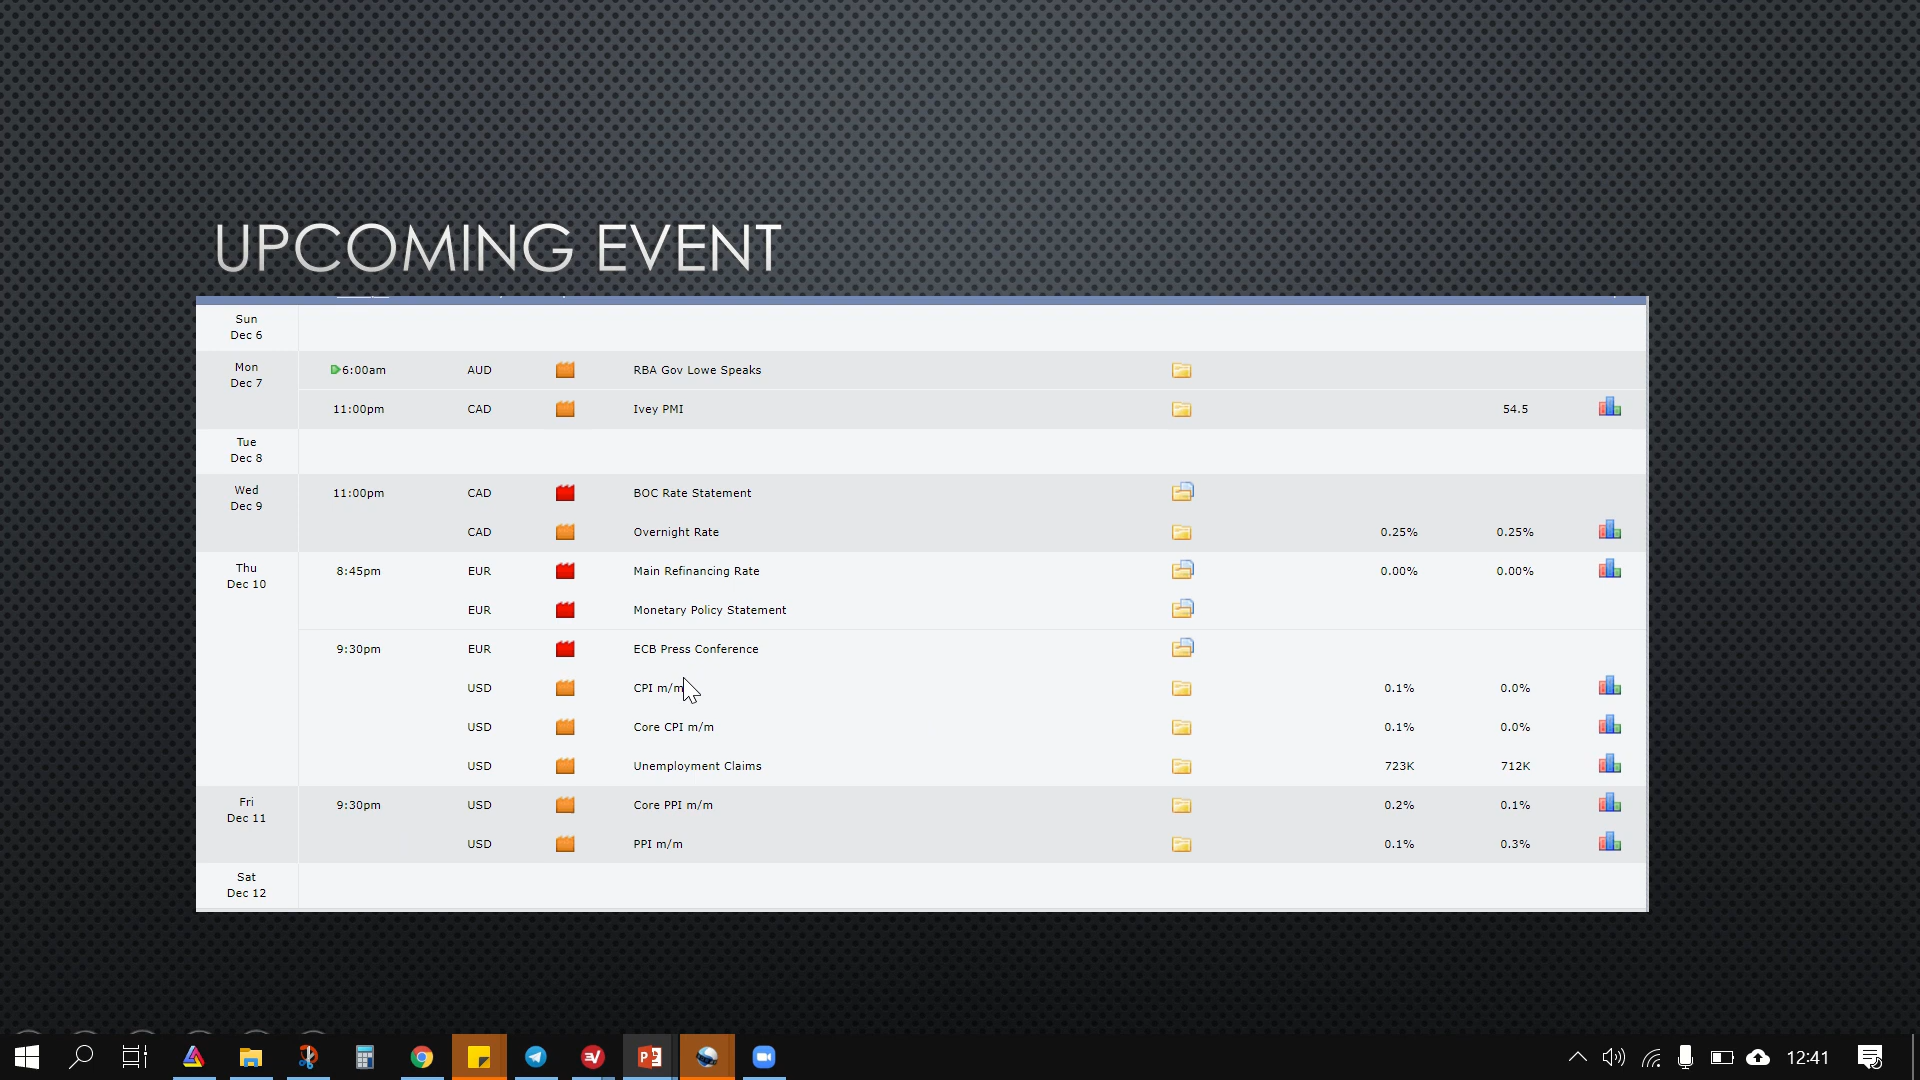 UPCOMING EVENT
Sun
Dec 6
Mon
Dec 7
6:00am AUD RBA Gov Lowe Speaks
11:00pm CAD Ivey PMI 54.5
Tue
Dec 8
Wed
Dec 9
11:00pm CAD BOC Rate Statement
CAD Overnight Rate 0.25% 0.25%
Thu
Dec 10
8:45pm EUR Main Refinancing Rate 0.00% 0.00%
EUR Monetary Policy Statement
9:30pm EUR ECB Press Conference
USD CPI m/m 0.1% 0.0%
USD Core CPI m/m 0.1% 0.0%
USD Unemployment Claims 723K 712K
Fri
Dec 11
9:30pm USD Core PPI m/m 0.2% 0.1%
USD PPI m/m 0.1% 0.3%
Sat
Dec 12
12:41